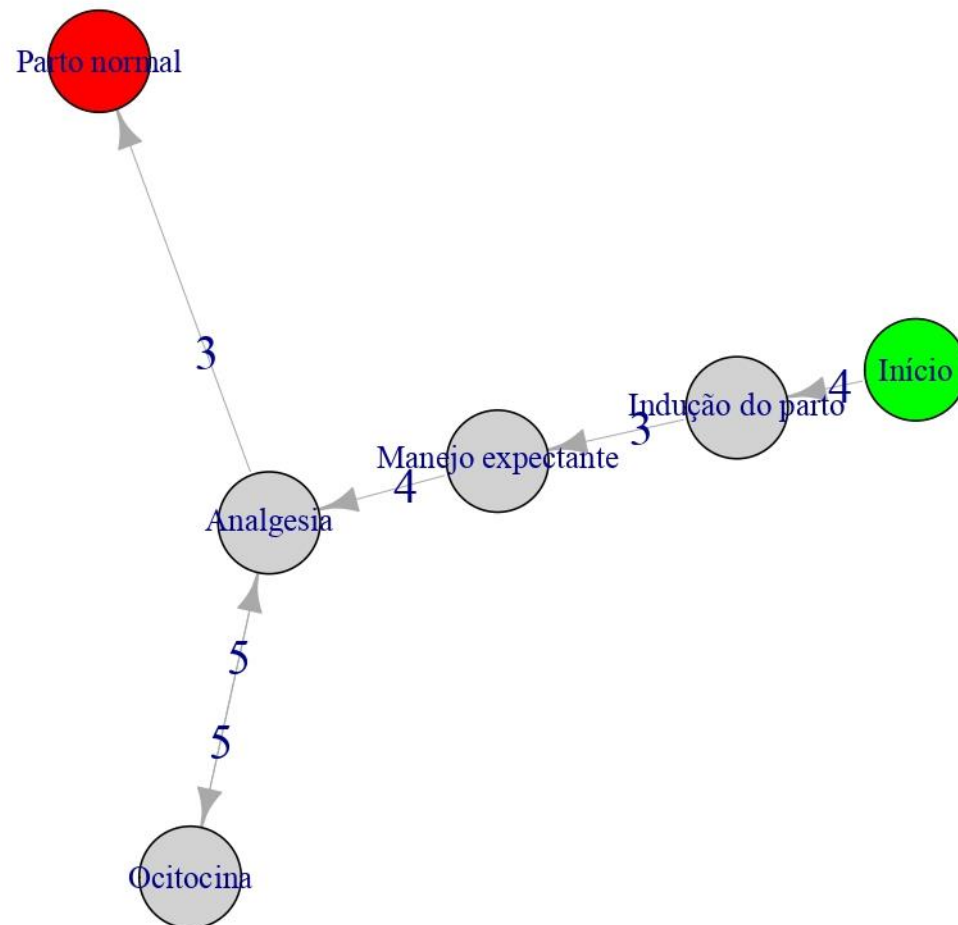 Parto normal
3
Início
4
Indução do parto
3
Manejo expectante
4
Analgesia
5
5
Ocitocina